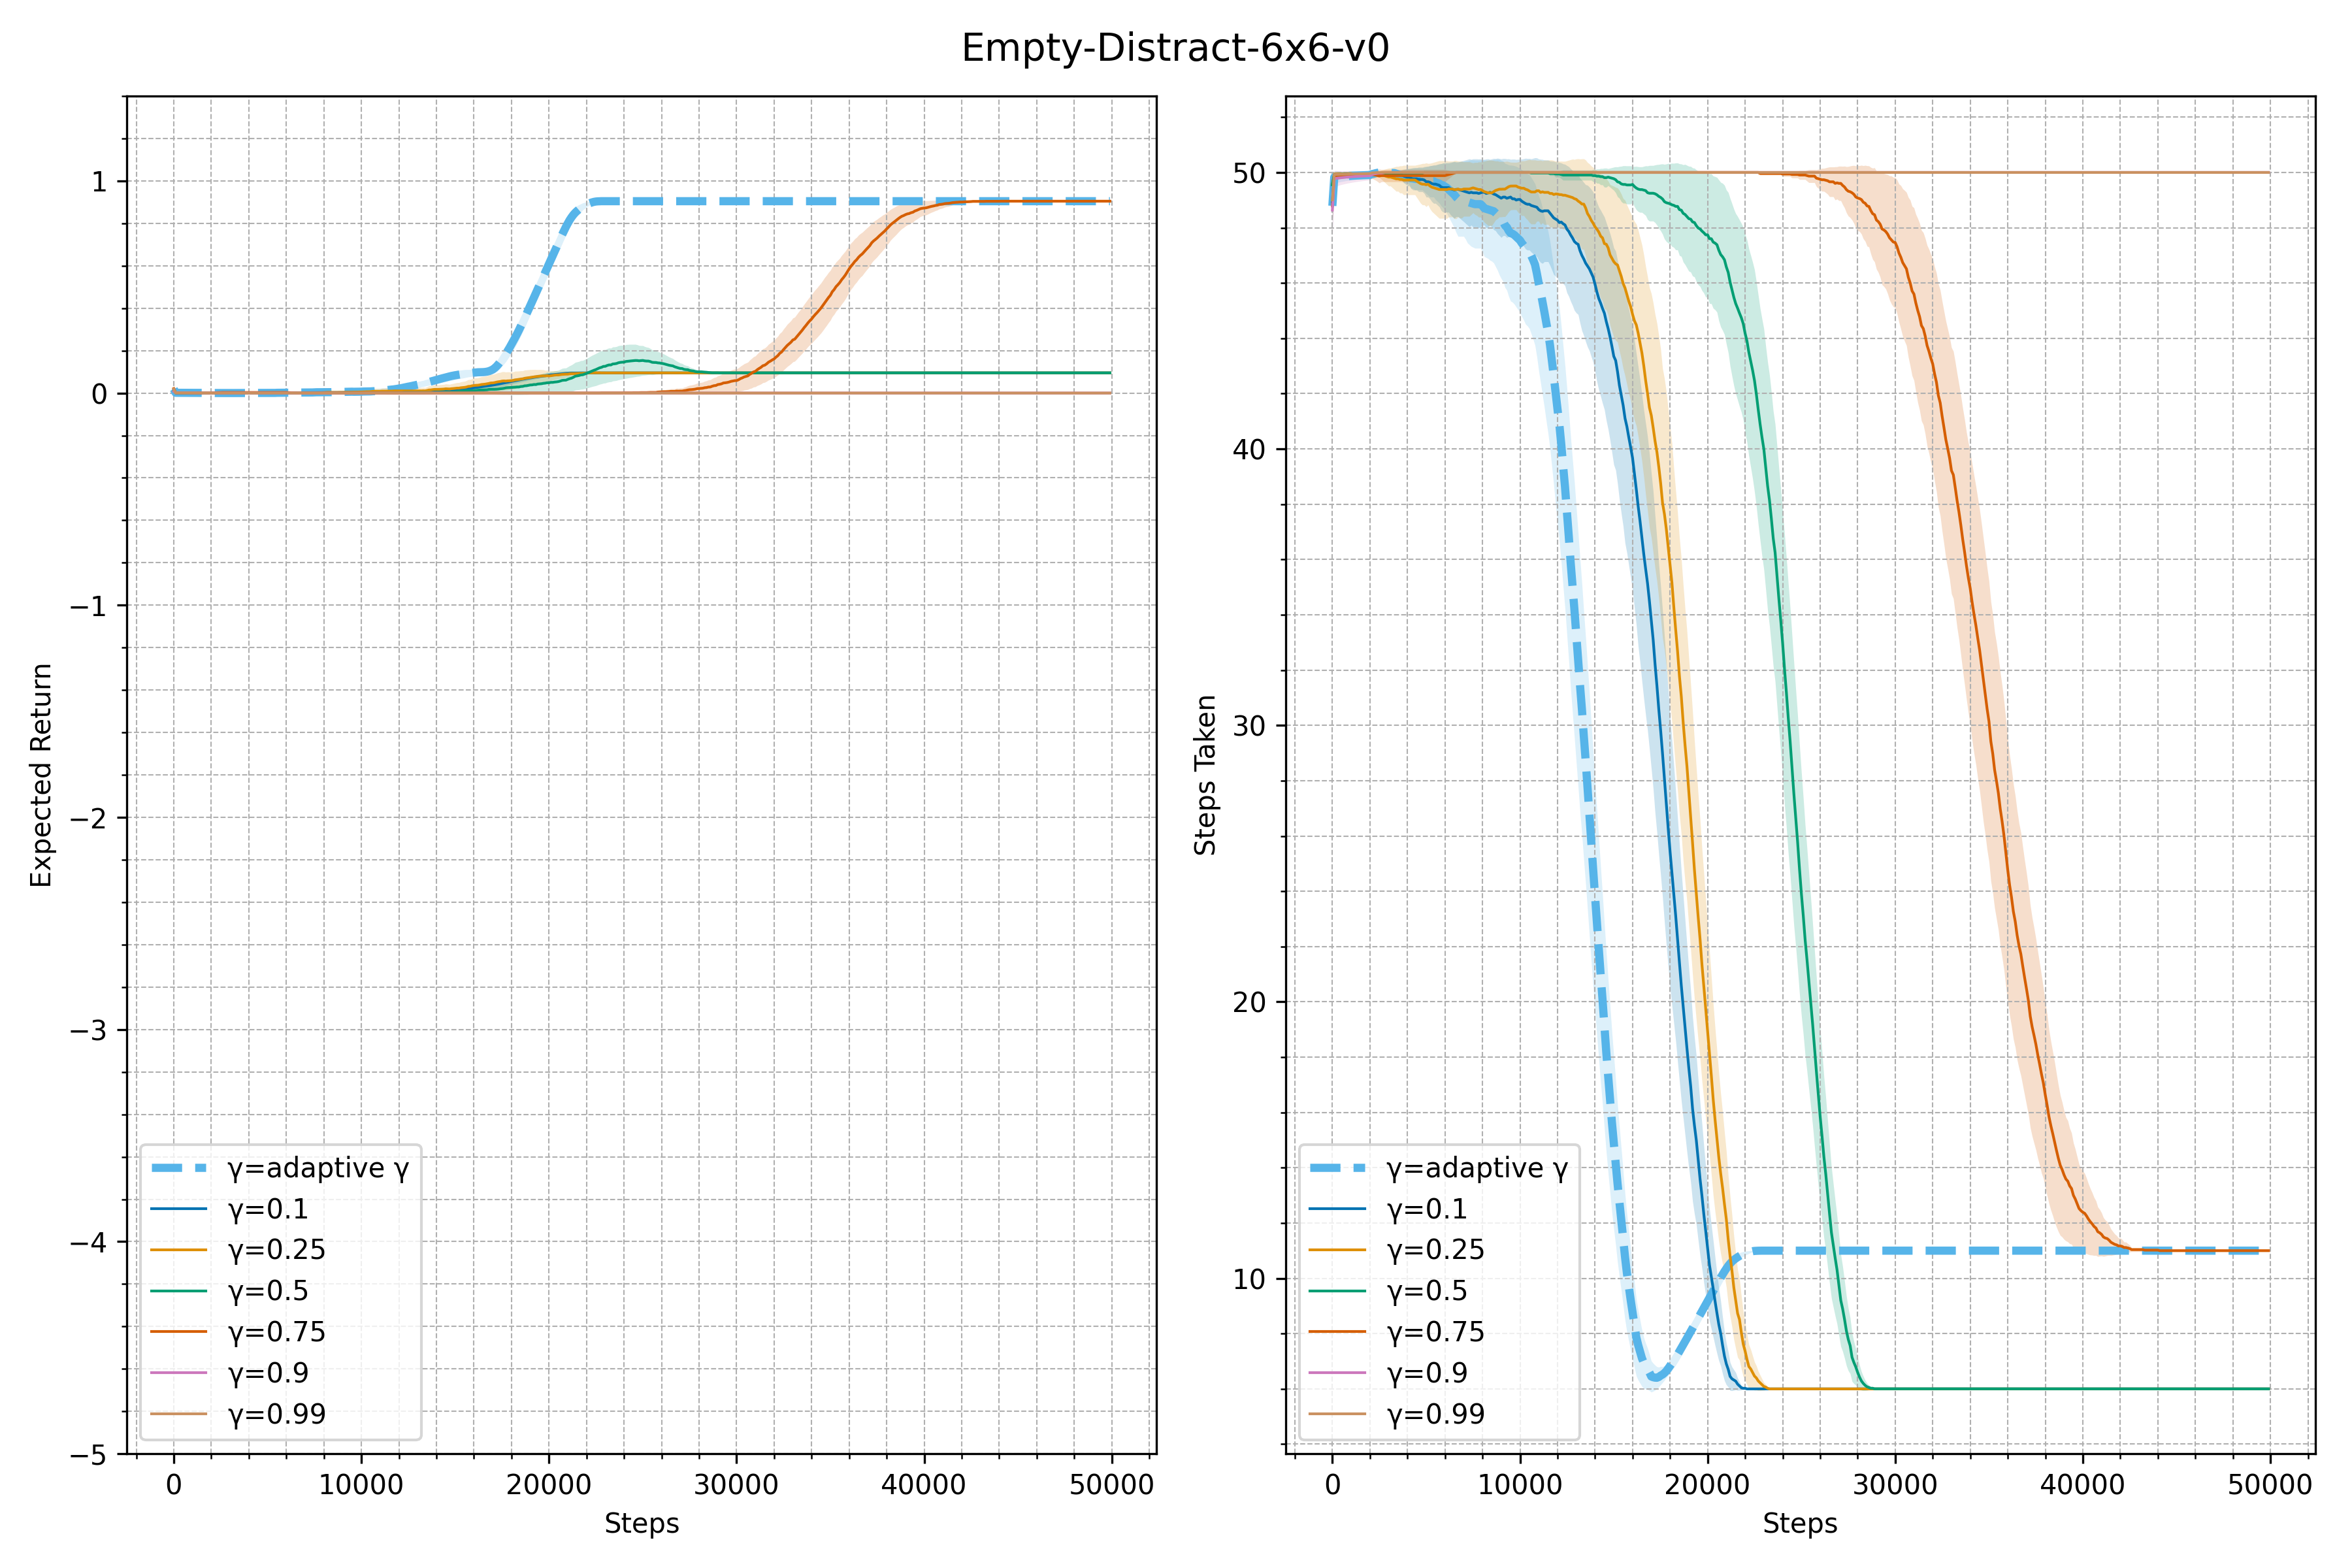 Empty-Distract-6x6-v0
Expected Return
1
0
−1
−2
−3
−4
−5
γ=adaptive γ
γ=0.1
γ=0.25
γ=0.5
γ=0.75
γ=0.9
γ=0.99
0 10000 20000 30000 40000 50000
Steps
Steps Taken
50
40
30
20
10
γ=adaptive γ
γ=0.1
γ=0.25
γ=0.5
γ=0.75
γ=0.9
γ=0.99
0 10000 20000 30000 40000 50000
Steps